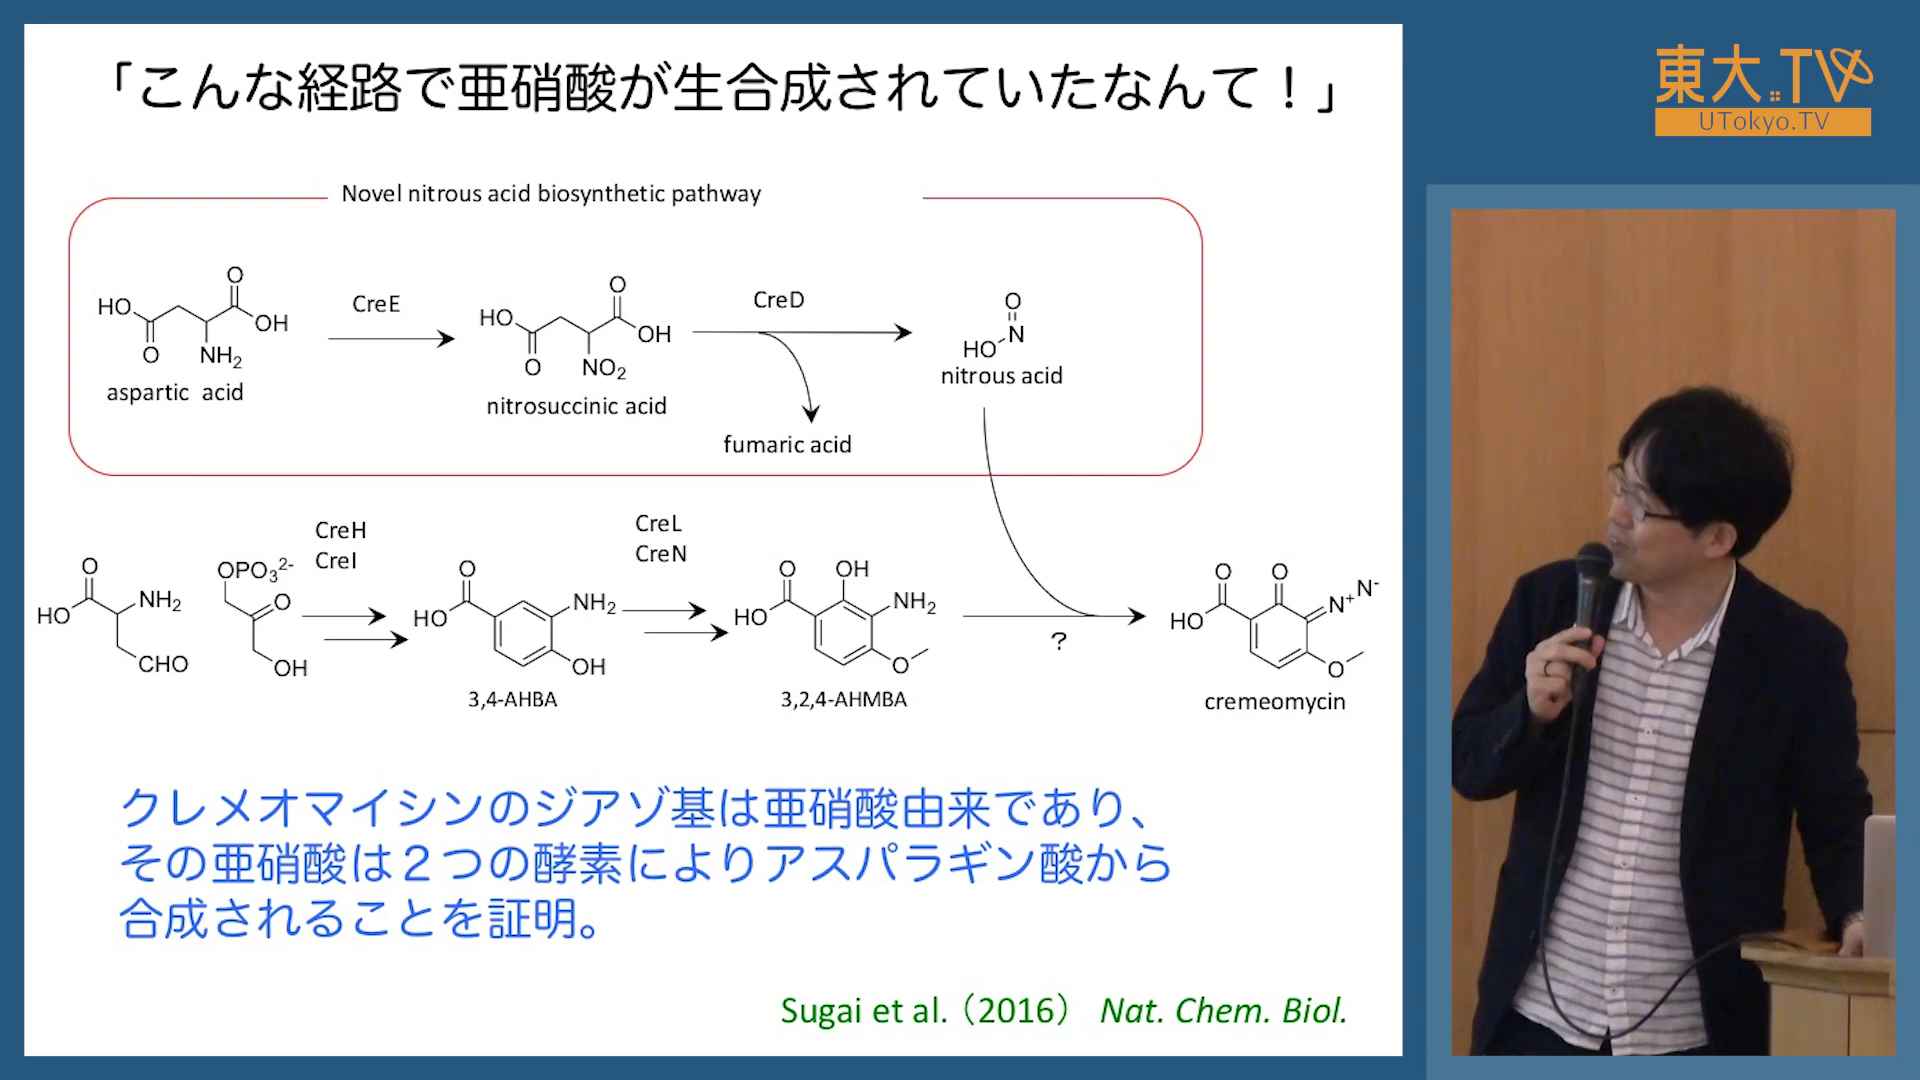 「こんな経路で亜硝酸が生合成されていたなんて！」
東大TV
UTokyo.TV
Novel nitrous acid biosynthetic pathway
HO O O OH NH2
aspartic acid
CreE
HO O O OH NO2
nitrosuccinic acid
CreD
fumaric acid
O N HO
nitrous acid
O HO NH2 CHO
OPO3 2- O OH
CreH
CreI
O HO NH2 OH
3,4-AHBA
CreL
CreN
O OH HO NH2 O
3,2,4-AHMBA
?
O O HO N+ N- O
cremeomycin
クレメオマイシンのジアゾ基は亜硝酸由来であり、
その亜硝酸は２つの酵素によりアスパラギン酸から
合成されることを証明。
Sugai et al.（2016） Nat. Chem. Biol.